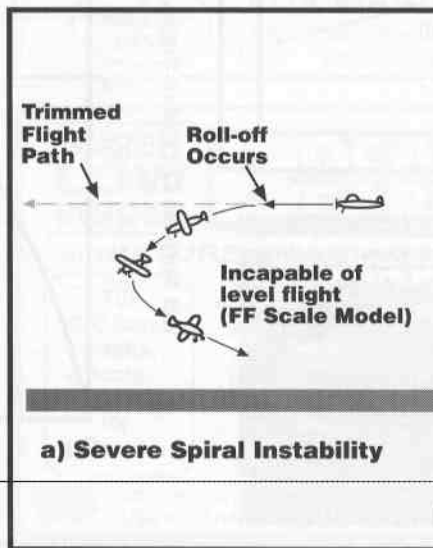 Trimmed
Flight
Path
Roll-off
Occurs
Incapable of
level flight
(FF Scale Model)
a) Severe Spiral Instability